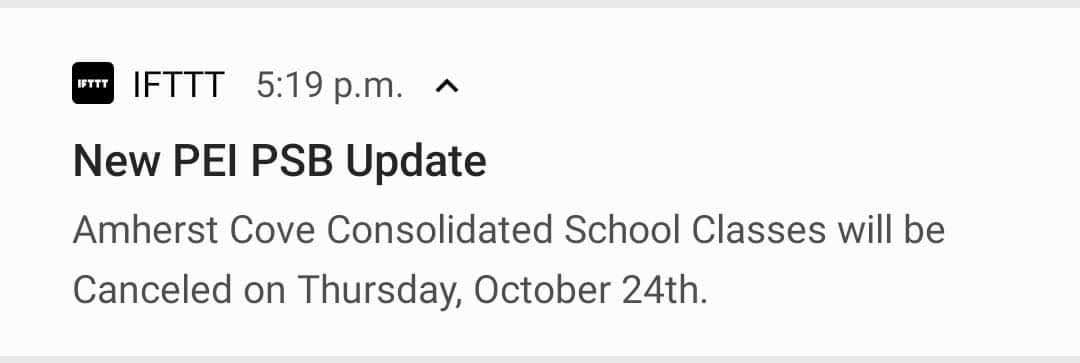 IFTTT IFTTT 5:19 p.m.
New PEI PSB Update
Amherst Cove Consolidated School Classes will be
Canceled on Thursday, October 24th.